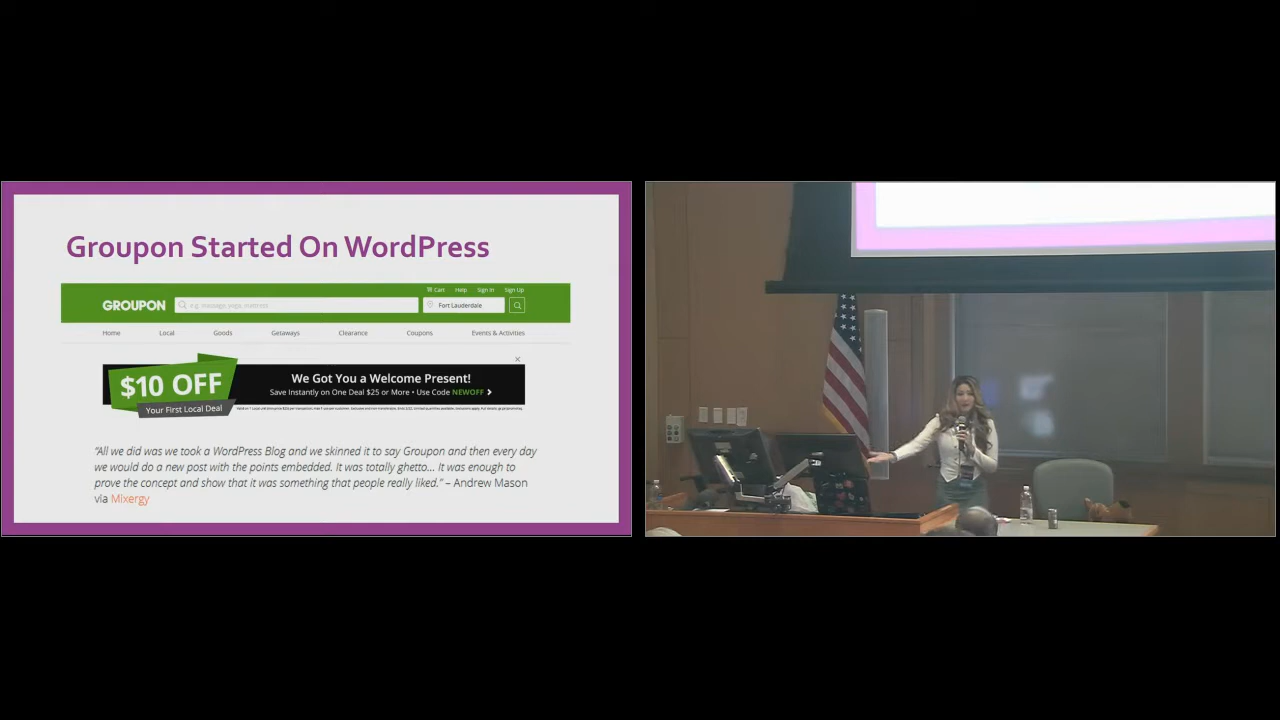 Groupon Started On WordPress
Cart Help Sign In Sign Up
GROUPON e.g. massage, yoga, mattress Fort Lauderdale
Home Local Goods Getaways Clearance Coupons Events & Activities
$10 OFF
Your First Local Deal
We Got You a Welcome Present!
Save Instantly on One Deal $25 or More • Use Code NEWOFF
“All we did was we took a WordPress Blog and we skinned it to say Groupon and then every day
we would do a new post with the points embedded. It was totally ghetto… It was enough to
prove the concept and show that it was something that people really liked.” – Andrew Mason
via Mixergy